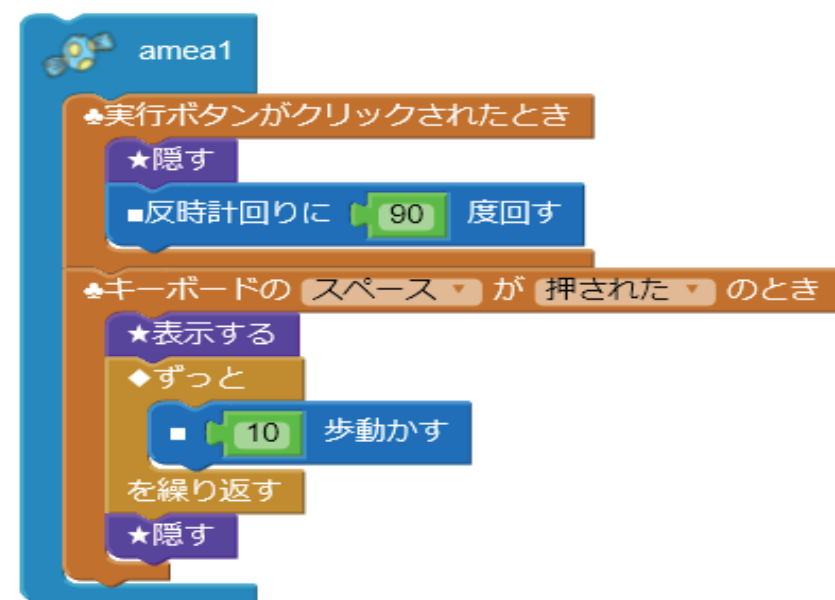 amea1
♣実行ボタンがクリックされたとき
★隠す
■反時計回りに 90 度回す
♣キーボードの スペース が 押された のとき
★表示する
◆ずっと
■ 10 歩動かす
を繰り返す
★隠す